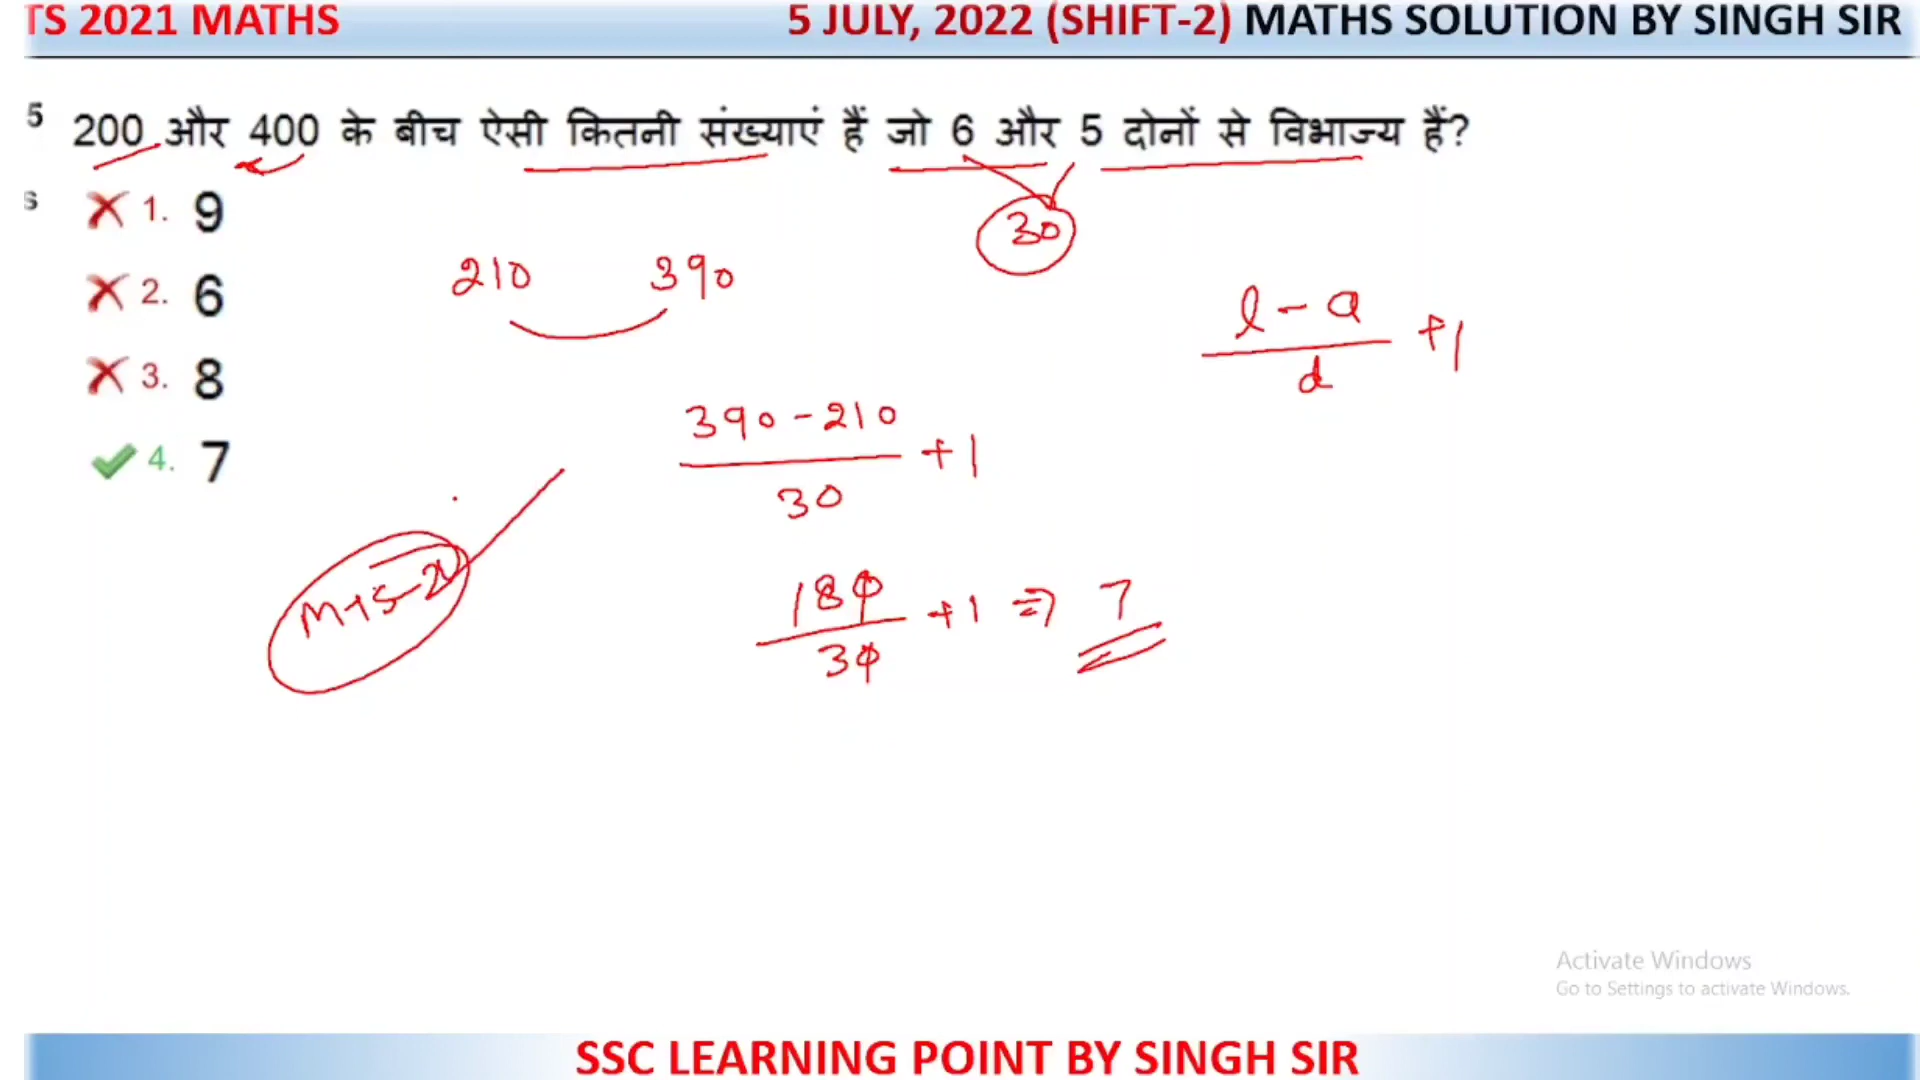 TS 2021 MATHS
5 JULY, 2022 (SHIFT-2) MATHS SOLUTION BY SINGH SIR
5 200 और 400 के बीच ऐसी कितनी संख्याएं हैं जो 6 और 5 दोनों से विभाज्य हैं?
s
1. 9
30
210 390
2. 6
l - a
d
+1
3. 8
390 - 210
30
+ 1
4. 7
180
30
+1 ⇒ 7
Activate Windows
Go to Settings to activate Windows.
SSC LEARNING POINT BY SINGH SIR